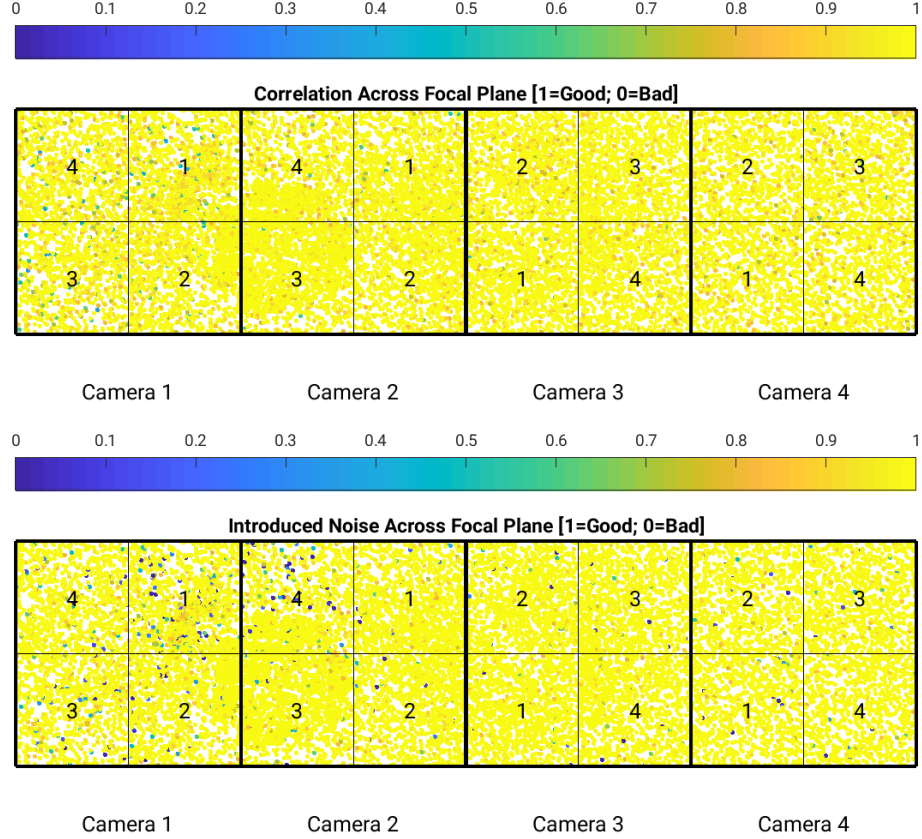 0 0.1 0.2 0.3 0.4 0.5 0.6 0.7 0.8 0.9 1
Correlation Across Focal Plane [1=Good; 0=Bad]
4 1 4 1 2 3 2 3
3 2 3 2 1 4 1 4
Camera 1 Camera 2 Camera 3 Camera 4
0 0.1 0.2 0.3 0.4 0.5 0.6 0.7 0.8 0.9 1
Introduced Noise Across Focal Plane [1=Good; 0=Bad]
4 1 4 1 2 3 2 3
3 2 3 2 1 4 1 4
Camera 1 Camera 2 Camera 3 Camera 4